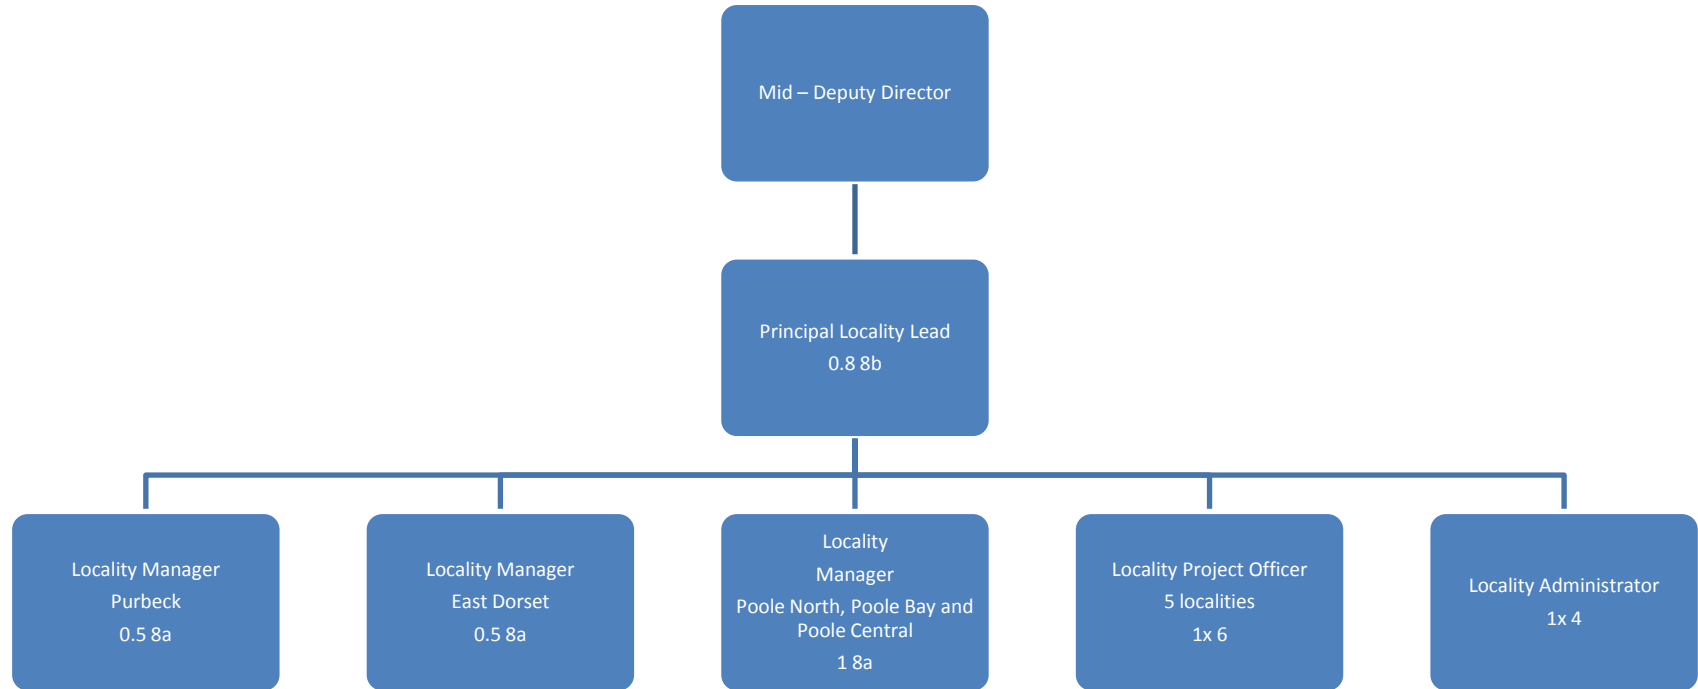 Mid – Deputy Director
Principal Locality Lead
0.8 8b
Locality Manager
Purbeck
0.5 8a
Locality Manager
East Dorset
0.5 8a
Locality
Manager
Poole North, Poole Bay and
Poole Central
1 8a
Locality Project Officer
5 localities
1x 6
Locality Administrator
1x 4